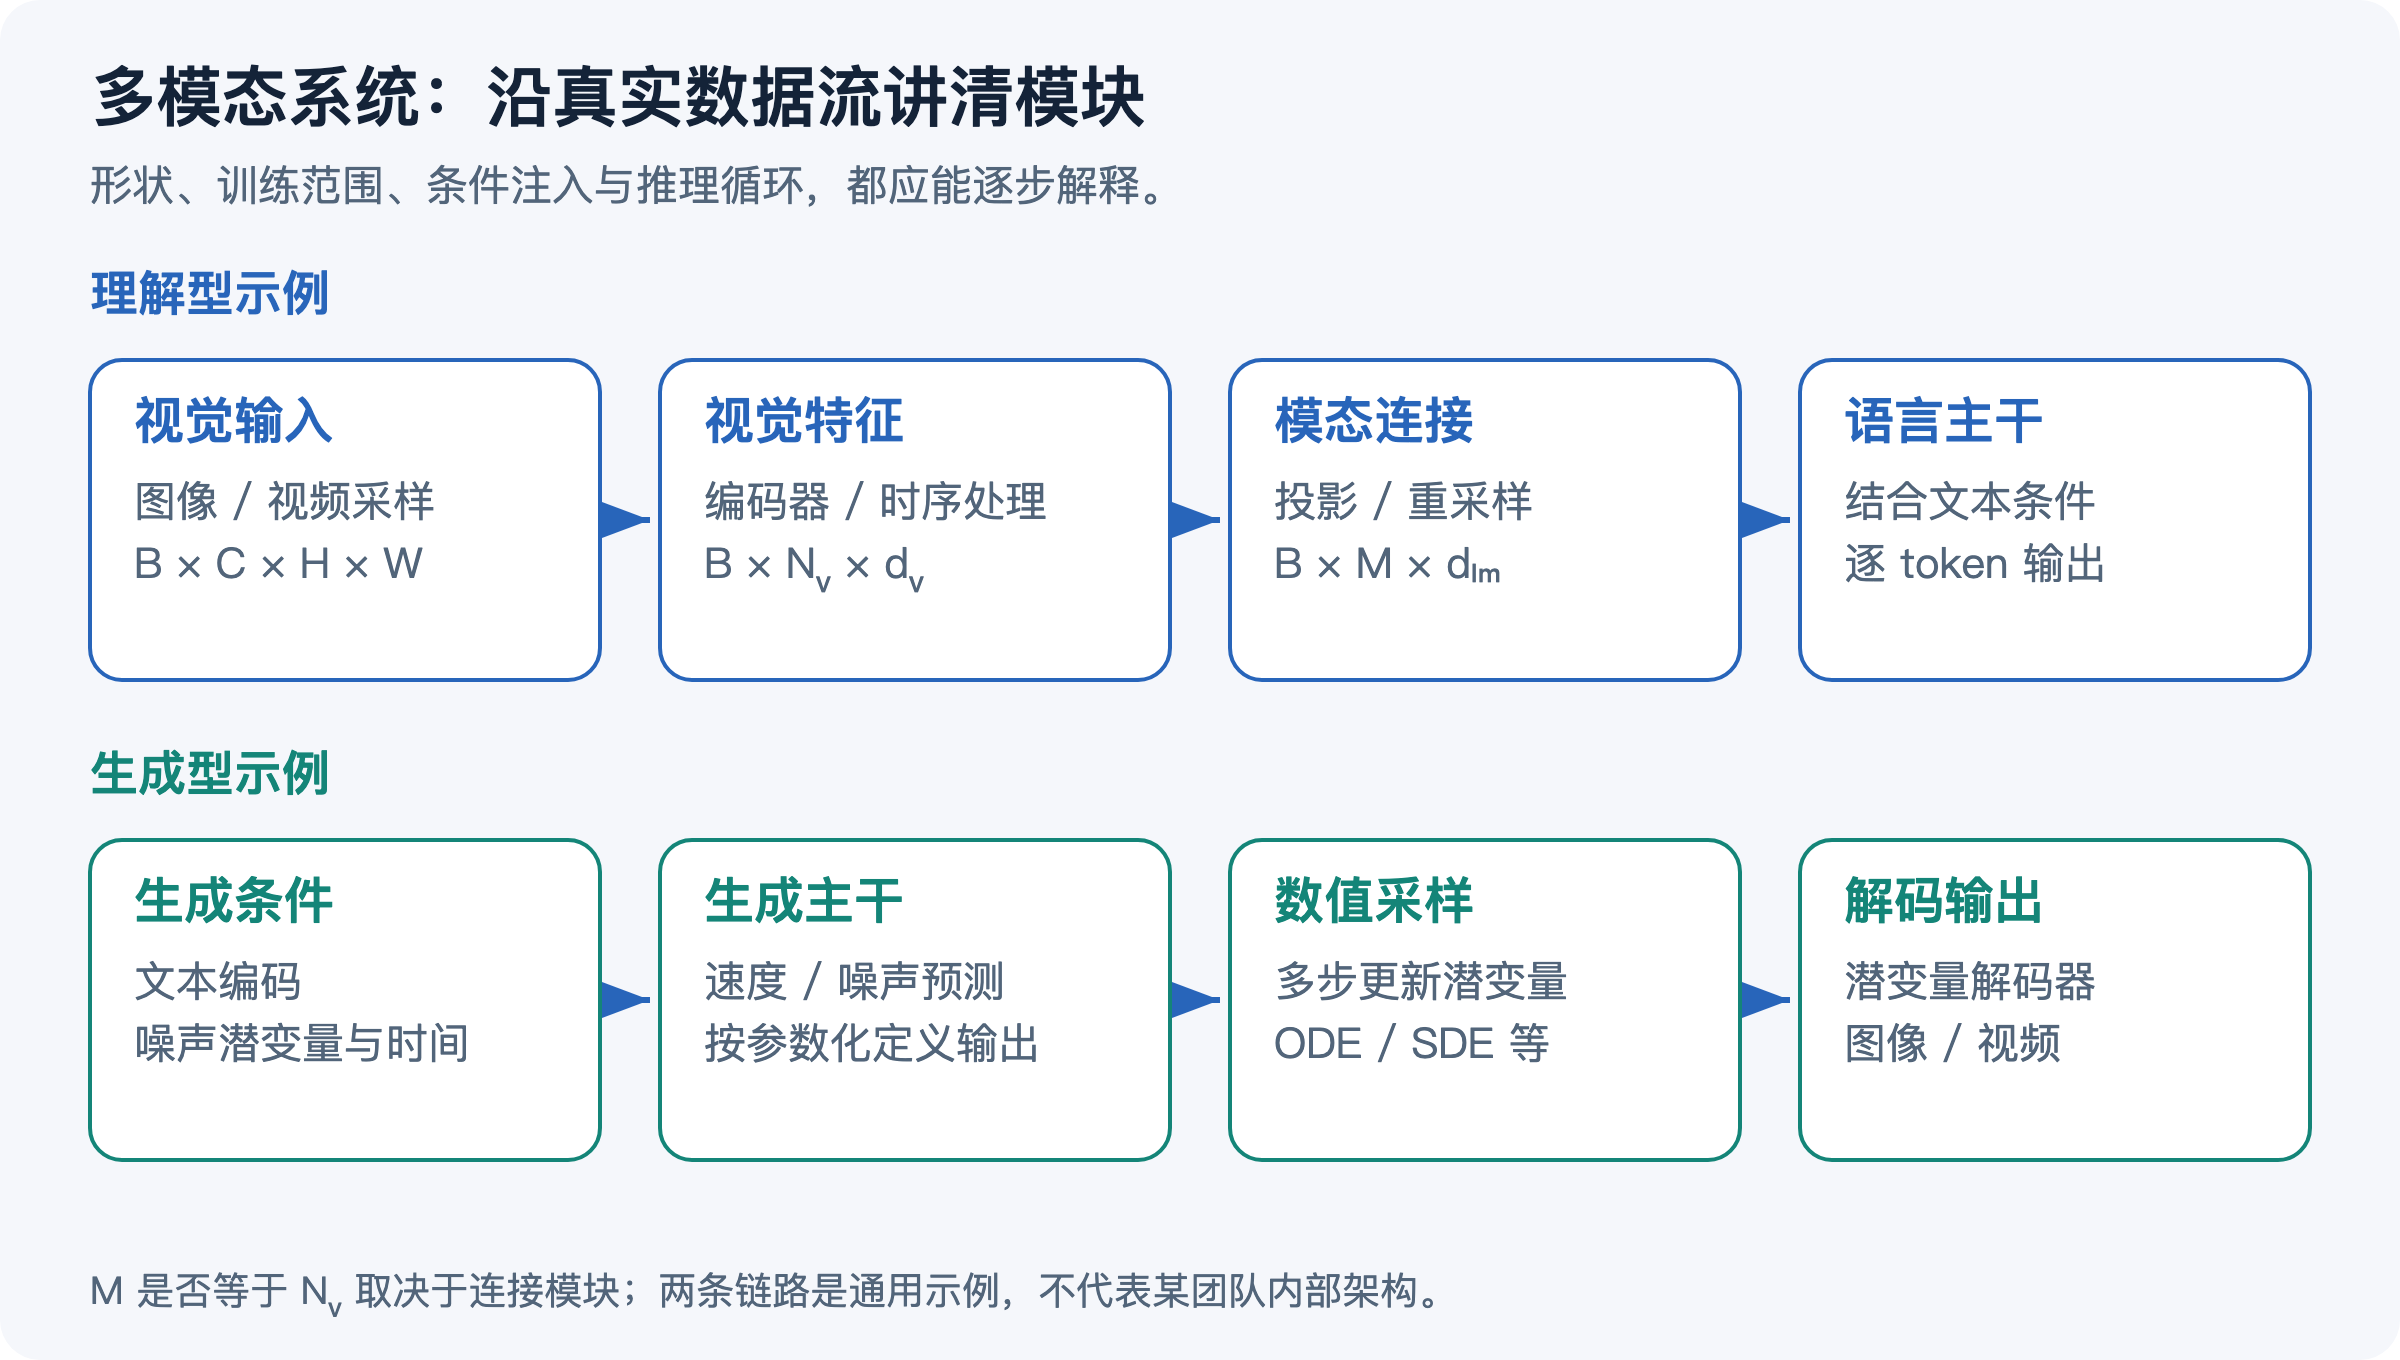 多模态系统：沿真实数据流讲清模块
形状、训练范围、条件注入与推理循环，都应能逐步解释。
理解型示例
视觉输入
图像 / 视频采样
B × C × H × W
视觉特征
编码器 / 时序处理
B × Nᵥ × dᵥ
模态连接
投影 / 重采样
B × M × dₗₘ
语言主干
结合文本条件
逐 token 输出
生成型示例
生成条件
文本编码
噪声潜变量与时间
生成主干
速度 / 噪声预测
按参数化定义输出
数值采样
多步更新潜变量
ODE / SDE 等
解码输出
潜变量解码器
图像 / 视频
M 是否等于 Nᵥ 取决于连接模块；两条链路是通用示例，不代表某团队内部架构。